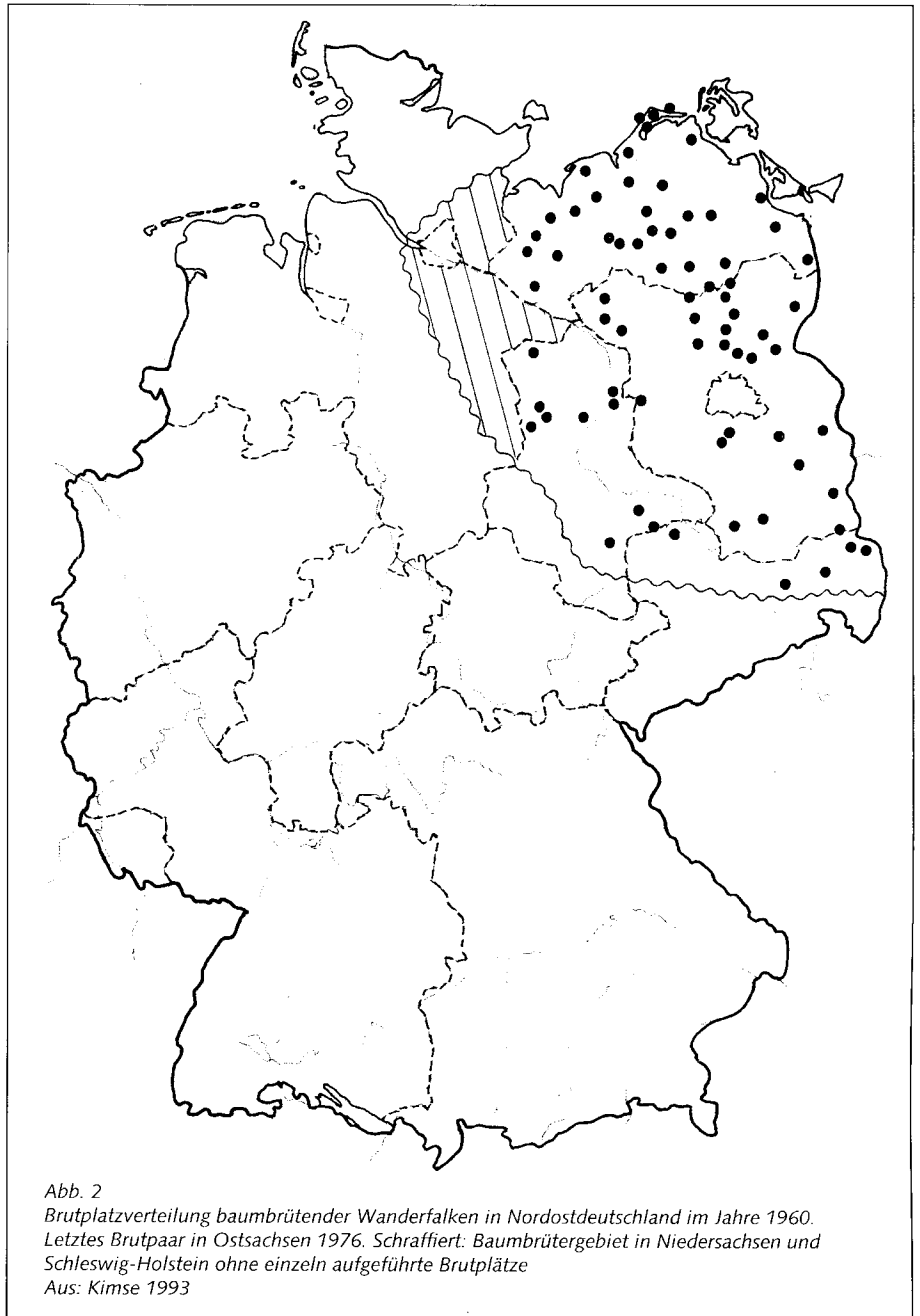 Abb. 2
Brutplatzverteilung baumbrütender Wanderfalken in Nordostdeutschland im Jahre 1960.
Letztes Brutpaar in Ostsachsen 1976. Schraffiert: Baumbrütergebiet in Niedersachsen und
Schleswig-Holstein ohne einzeln aufgeführte Brutplätze
Aus: Kimse 1993